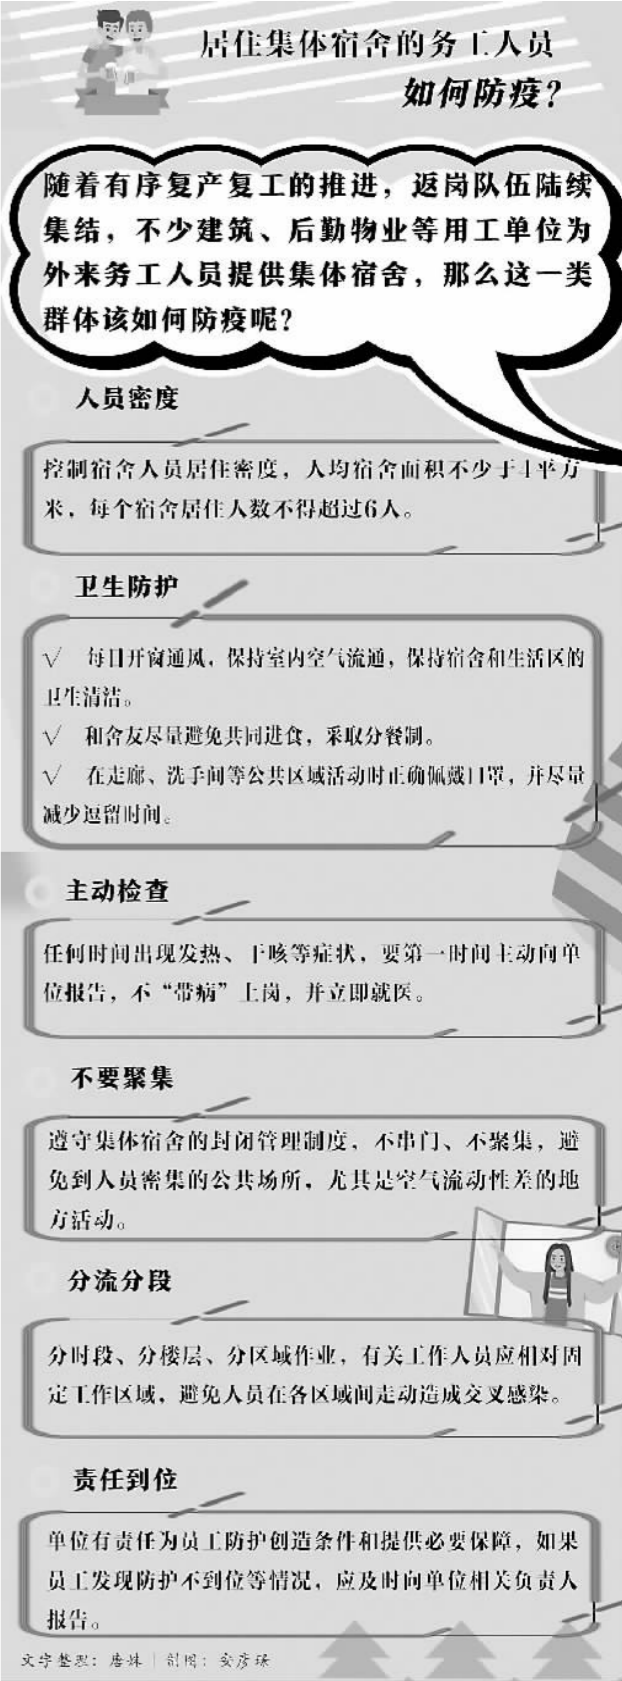 居住集体宿舍的务工人员
如何防疫？
随着有序复产复工的推进，返岗队伍陆续
集结，不少建筑、后勤物业等用工单位为
外来务工人员提供集体宿舍，那么这一类
群体该如何防疫呢？
人员密度
控制宿舍人员居住密度，人均宿舍面积不少于4平方
米，每个宿舍居住人数不得超过6人。
卫生防护
√ 每日开窗通风，保持室内空气流通，保持宿舍和生活区的
卫生清洁。
√ 和舍友尽量避免共同进食，采取分餐制。
√ 在走廊、洗手间等公共区域活动时正确佩戴口罩，并尽量
减少逗留时间。
主动检查
任何时间出现发热、干咳等症状，要第一时间主动向单
位报告，不“带病”上岗，并立即就医。
不要聚集
遵守集体宿舍的封闭管理制度，不串门、不聚集，避
免到人员密集的公共场所，尤其是空气流动性差的地
方活动。
分流分段
分时段、分楼层、分区域作业，有关工作人员应相对固
定工作区域，避免人员在各区域间走动造成交叉感染。
责任到位
单位有责任为员工防护创造条件和提供必要保障，如果
员工发现防护不到位等情况，应及时向单位相关负责人
报告。
文字整理：唐姝 | 制图：安彦